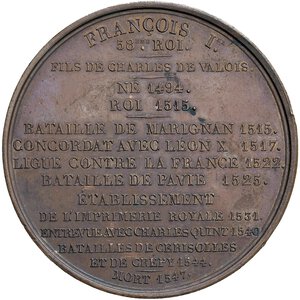 FRANÇOIS I.
58ME. ROI.
FILS DE CHARLES DE VALOIS.
NÉ 1494.
ROI 1515.
BATAILLE DE MARIGNAN 1515.
CONCORDAT AVEC LEON X. 1517.
LIGUE CONTRE LA FRANCE 1522.
BATAILLE DE PAVIE 1525.
ÉTABLISSEMENT
DE L'IMPRIMERIE ROYALE 1531.
ENTREVUE AVEC CHARLES QUINT 1540
BATAILLES DE CERISOLLES
ET DE CRÉPY 1544.
MORT 1547.